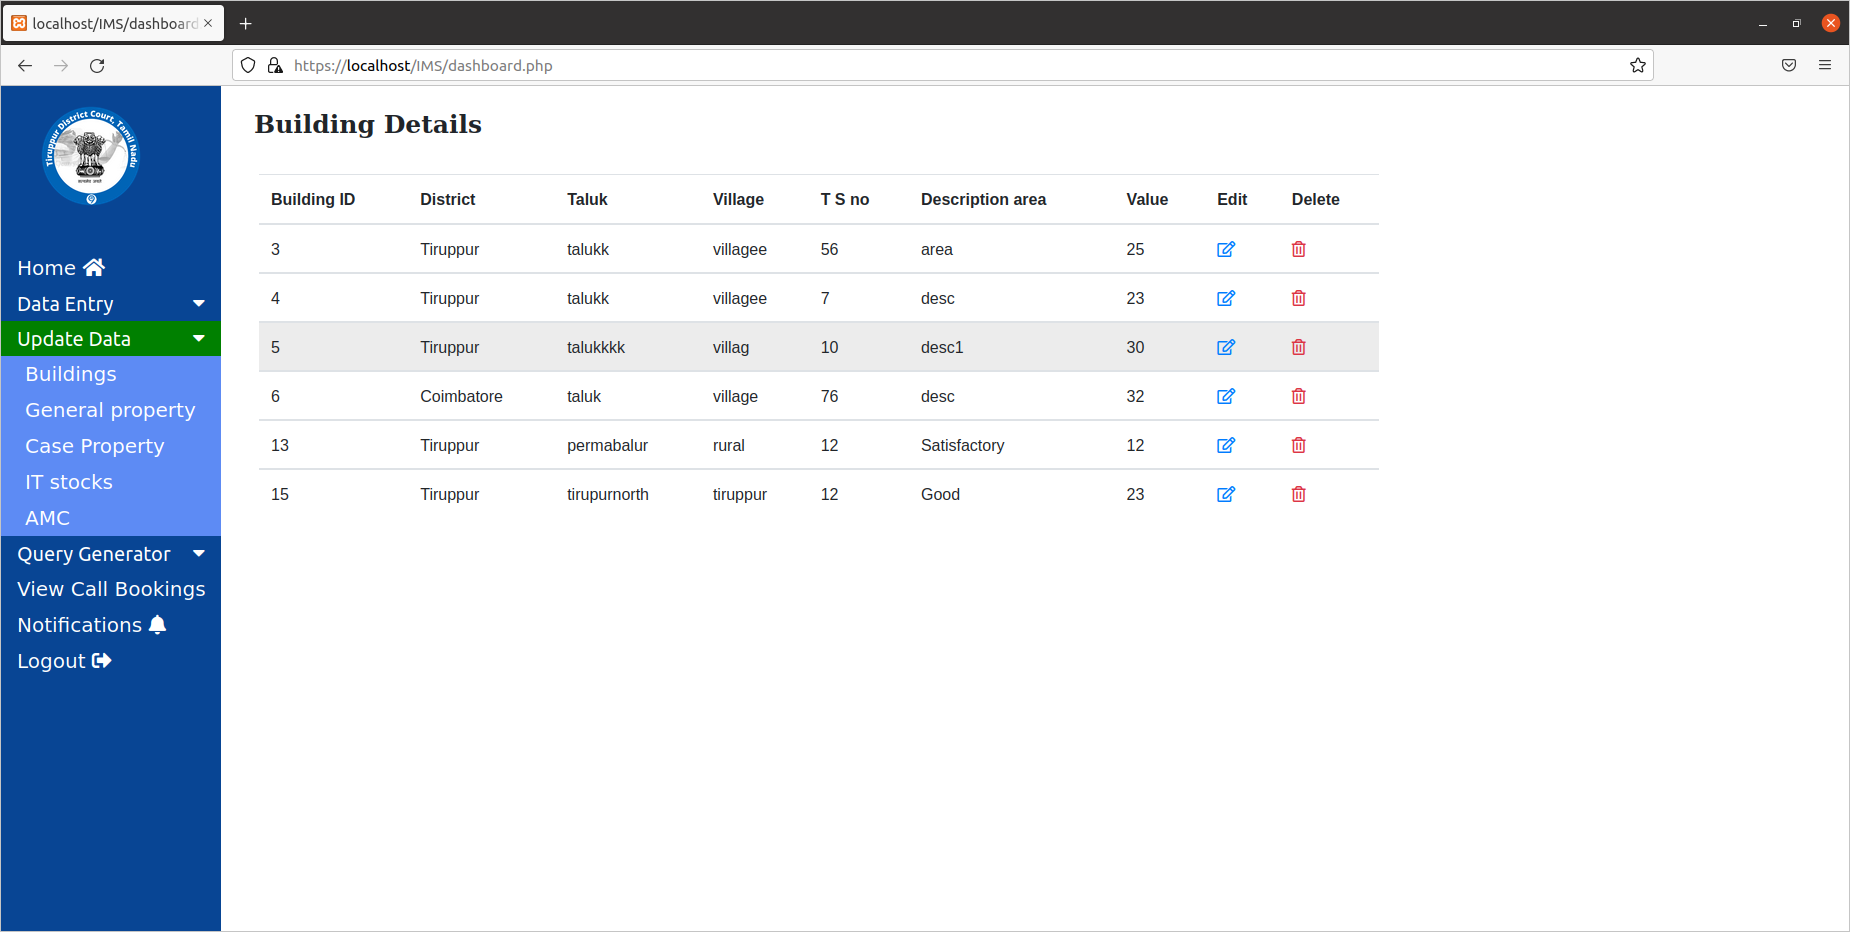 localhost/IMS/dashboard
https://localhost/IMS/dashboard.php
Tiruppur District Court, Tamil Nadu
Home
Data Entry
Update Data
Buildings
General property
Case Property
IT stocks
AMC
Query Generator
View Call Bookings
Notifications
Logout
Building Details
Building ID District Taluk Village T S no Description area Value Edit Delete
3 Tiruppur talukk villagee 56 area 25
4 Tiruppur talukk villagee 7 desc 23
5 Tiruppur talukkkk villag 10 desc1 30
6 Coimbatore taluk village 76 desc 32
13 Tiruppur permabalur rural 12 Satisfactory 12
15 Tiruppur tirupurnorth tiruppur 12 Good 23